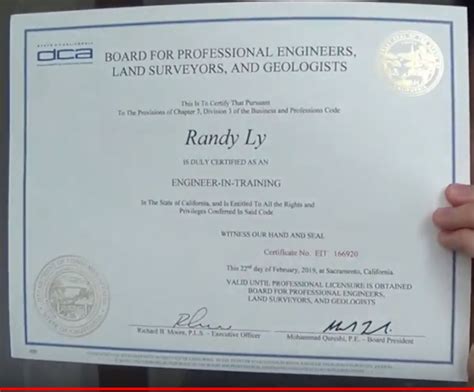 STATE OF CALIFORNIA
dca
BOARD FOR PROFESSIONAL ENGINEERS,
LAND SURVEYORS, AND GEOLOGISTS
This Is To Certify That Pursuant
To The Provisions of Chapter 7, Division 3 of the Business and Professions Code
Randy Ly
IS DULY CERTIFIED AS AN
ENGINEER-IN-TRAINING
In The State of California, and Is Entitled To All the Rights and
Privileges Conferred In Said Code
WITNESS OUR HAND AND SEAL
Certificate No. EIT 166920
This 22nd day of February, 2019, at Sacramento, California.
VALID UNTIL PROFESSIONAL LICENSURE IS OBTAINED
BOARD FOR PROFESSIONAL ENGINEERS,
LAND SURVEYORS, AND GEOLOGISTS
Richard B. Moore, P.L.S. - Executive Officer
Mohammad Qureshi, P.E. - Board President